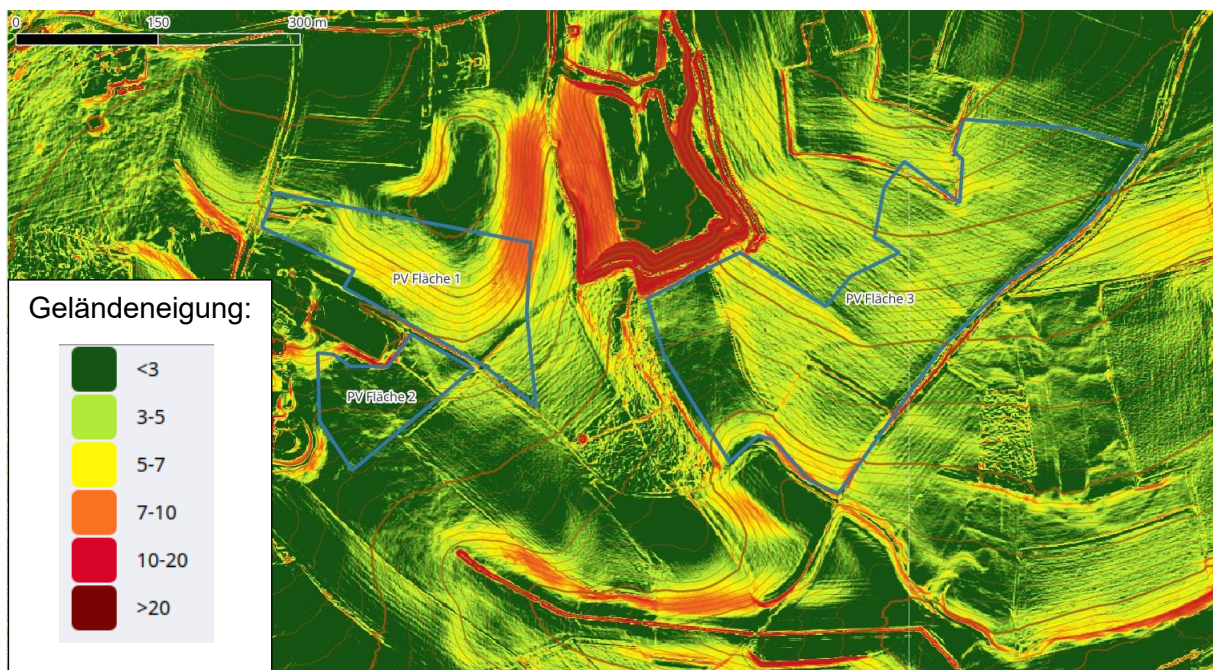 0 150 300 m
PV Fläche 1
PV Fläche 3
PV Fläche 2
Geländeneigung:
<3
3-5
5-7
7-10
10-20
>20